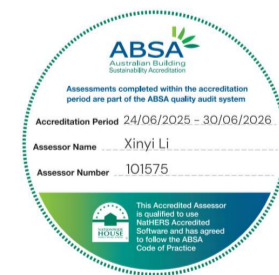 ABSA
Australian Building
Sustainability Accreditation
Assessments completed within the accreditation
period are part of the ABSA quality audit system
Accreditation Period 24/06/2025 - 30/06/2026
Assessor Name Xinyi Li
Assessor Number 101575
This Accredited Assessor
is qualified to use
NatHERS Accredited
Software and has agreed
to follow the ABSA
Code of Practice
HOUSE